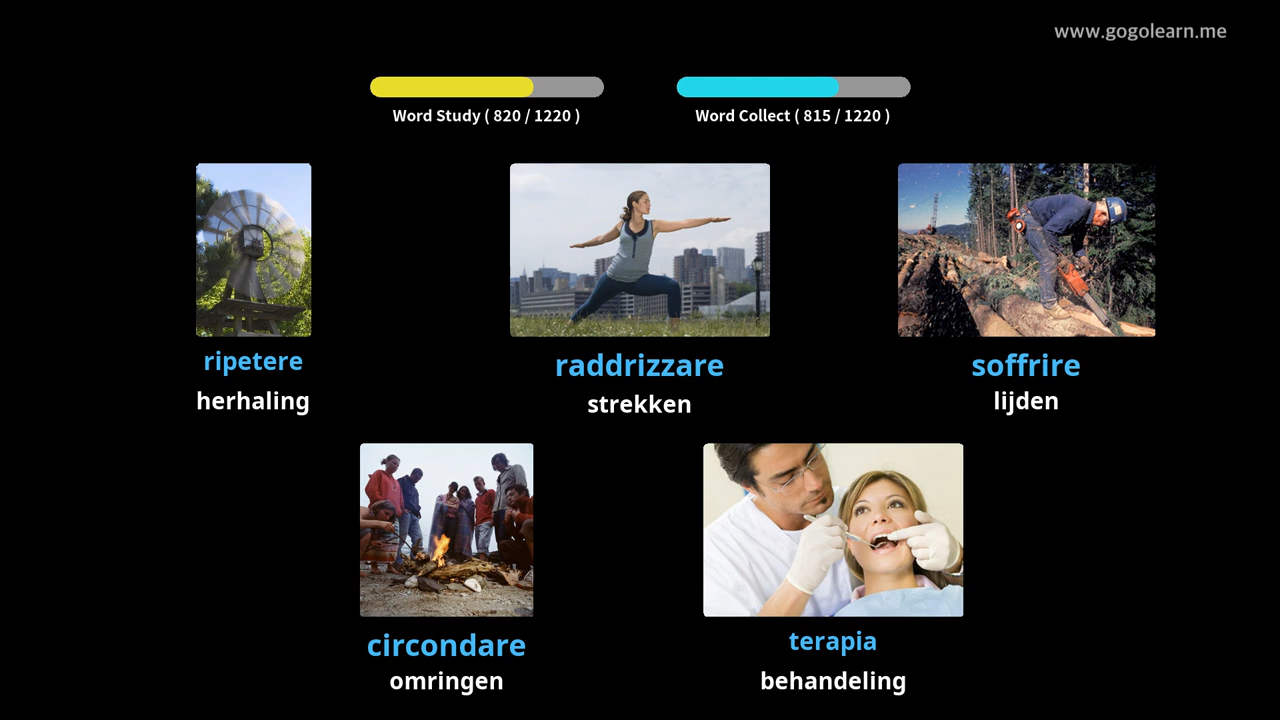 www.gogolearn.me
Word Study ( 820 / 1220 )
Word Collect ( 815 / 1220 )
ripetere
herhaling
raddrizzare
strekken
soffrire
lijden
circondare
omringen
terapia
behandeling